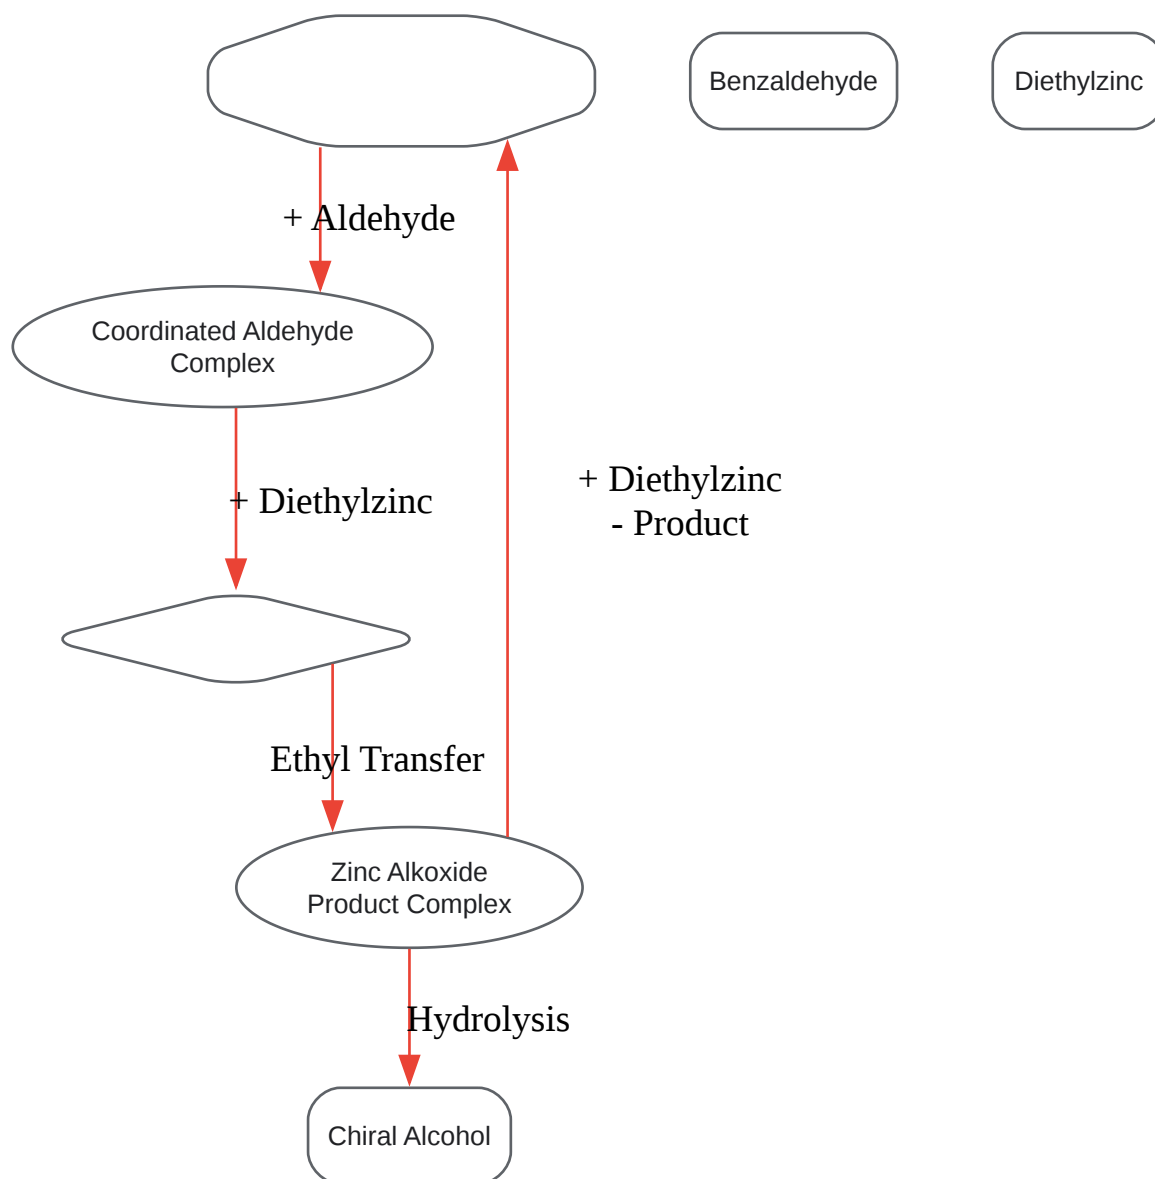 Benzaldehyde
Diethylzinc
+ Aldehyde
Coordinated Aldehyde
Complex
+ Diethylzinc
+ Diethylzinc
- Product
Ethyl Transfer
Zinc Alkoxide
Product Complex
Hydrolysis
Chiral Alcohol